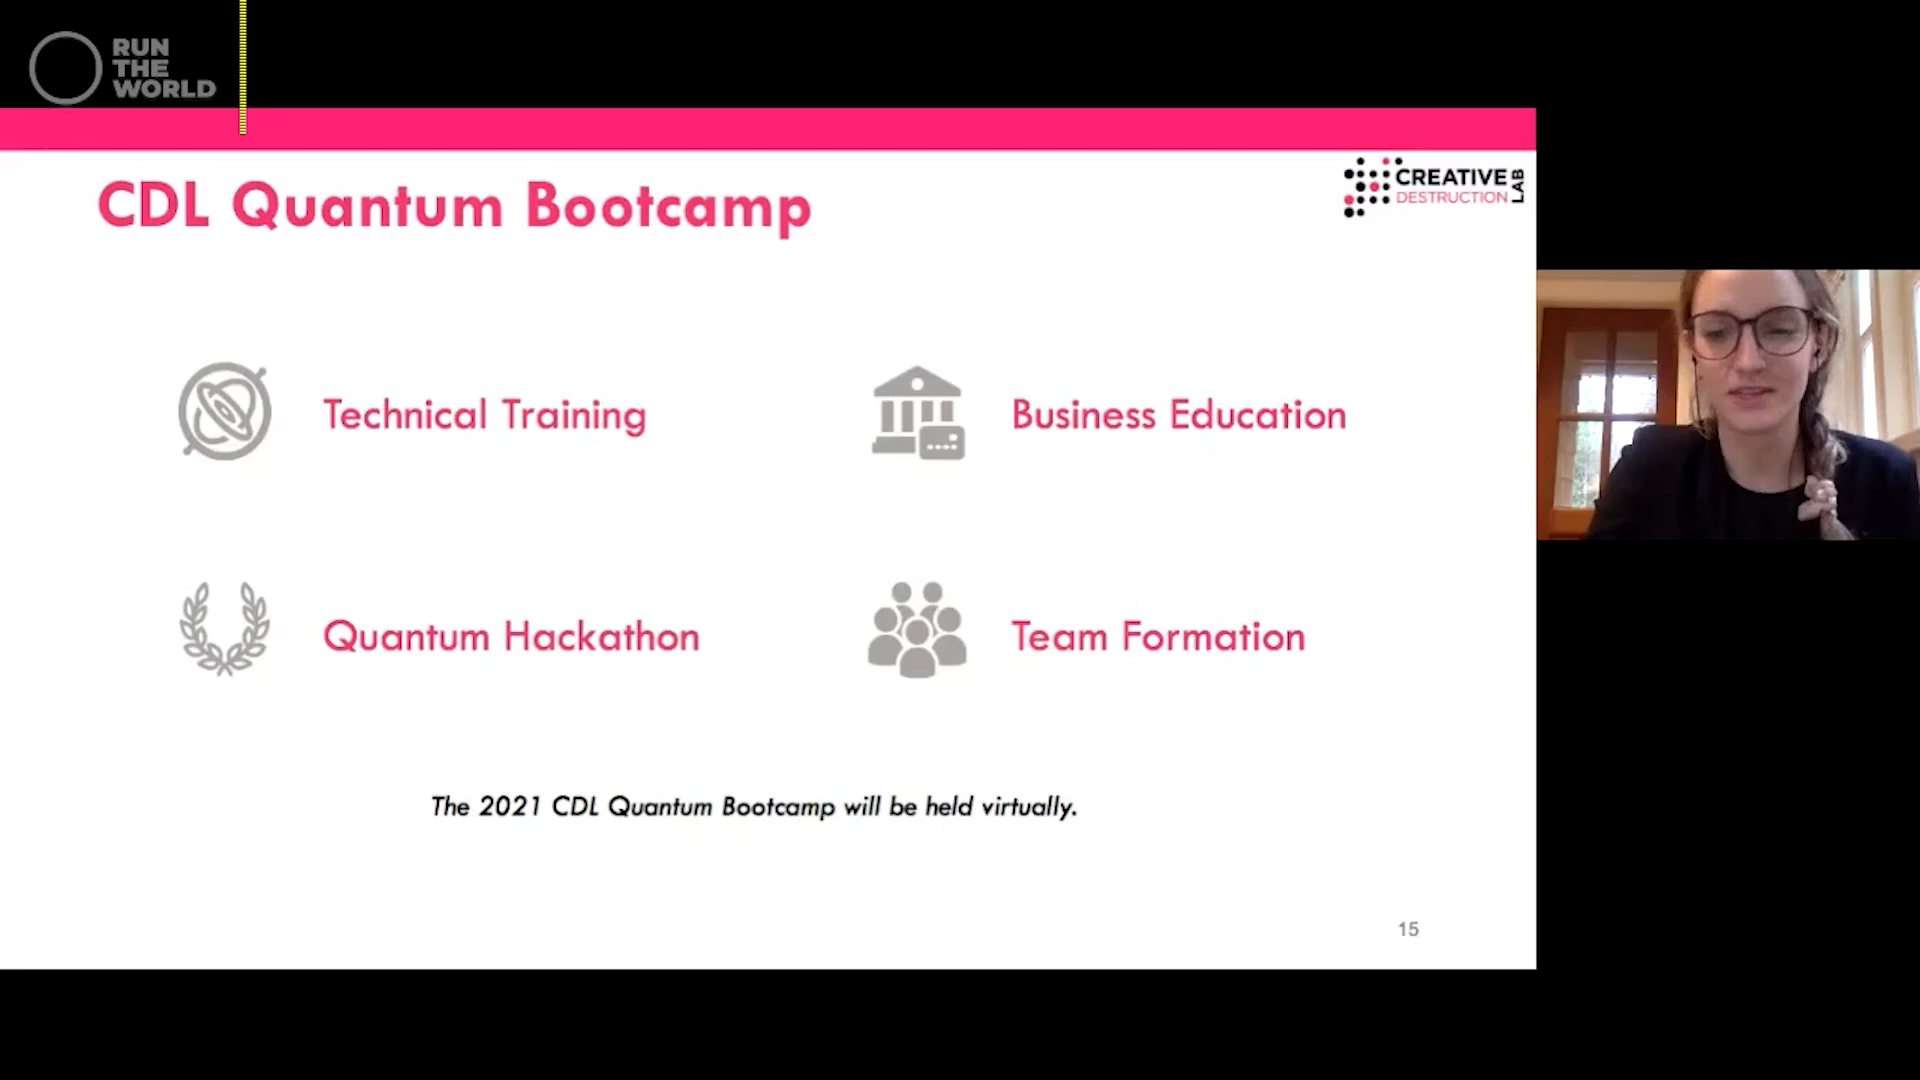 RUN
THE
WORLD
CDL Quantum Bootcamp
CREATIVE
DESTRUCTION
LAB
Technical Training
Business Education
Quantum Hackathon
Team Formation
The 2021 CDL Quantum Bootcamp will be held virtually.
15